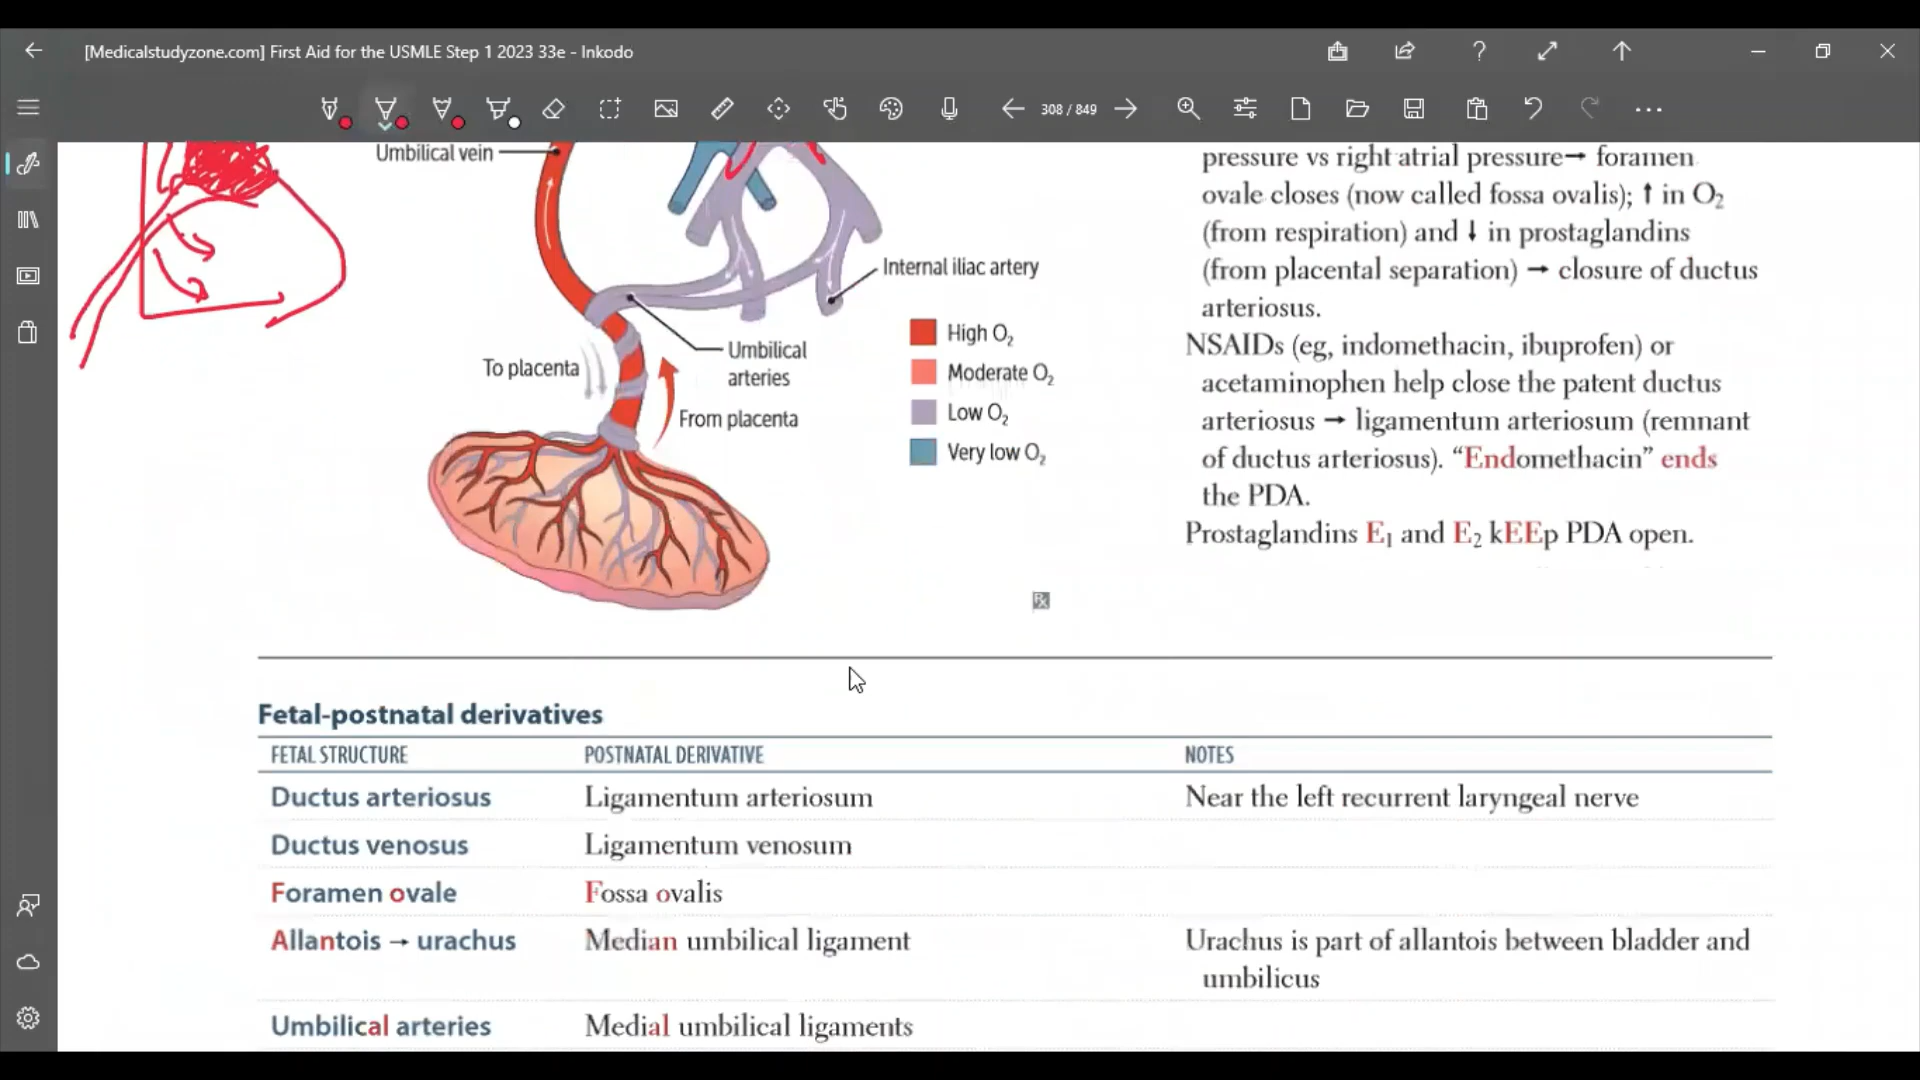 [Medicalstudyzone.com] First Aid for the USMLE Step 1 2023 33e - Inkodo
308 / 849
Umbilical vein
Internal iliac artery
To placenta
Umbilical
arteries
From placenta
High O₂
Moderate O₂
Low O₂
Very low O₂
Rx
pressure vs right atrial pressure→ foramen
ovale closes (now called fossa ovalis); ↑ in O₂
(from respiration) and ↓ in prostaglandins
(from placental separation) → closure of ductus
arteriosus.
NSAIDs (eg, indomethacin, ibuprofen) or
acetaminophen help close the patent ductus
arteriosus → ligamentum arteriosum (remnant
of ductus arteriosus). “Endomethacin” ends
the PDA.
Prostaglandins E₁ and E₂ kEEp PDA open.
Fetal-postnatal derivatives
FETAL STRUCTURE POSTNATAL DERIVATIVE NOTES
Ductus arteriosus Ligamentum arteriosum Near the left recurrent laryngeal nerve
Ductus venosus Ligamentum venosum
Foramen ovale Fossa ovalis
Allantois → urachus Median umbilical ligament Urachus is part of allantois between bladder and
umbilicus
Umbilical arteries Medial umbilical ligaments